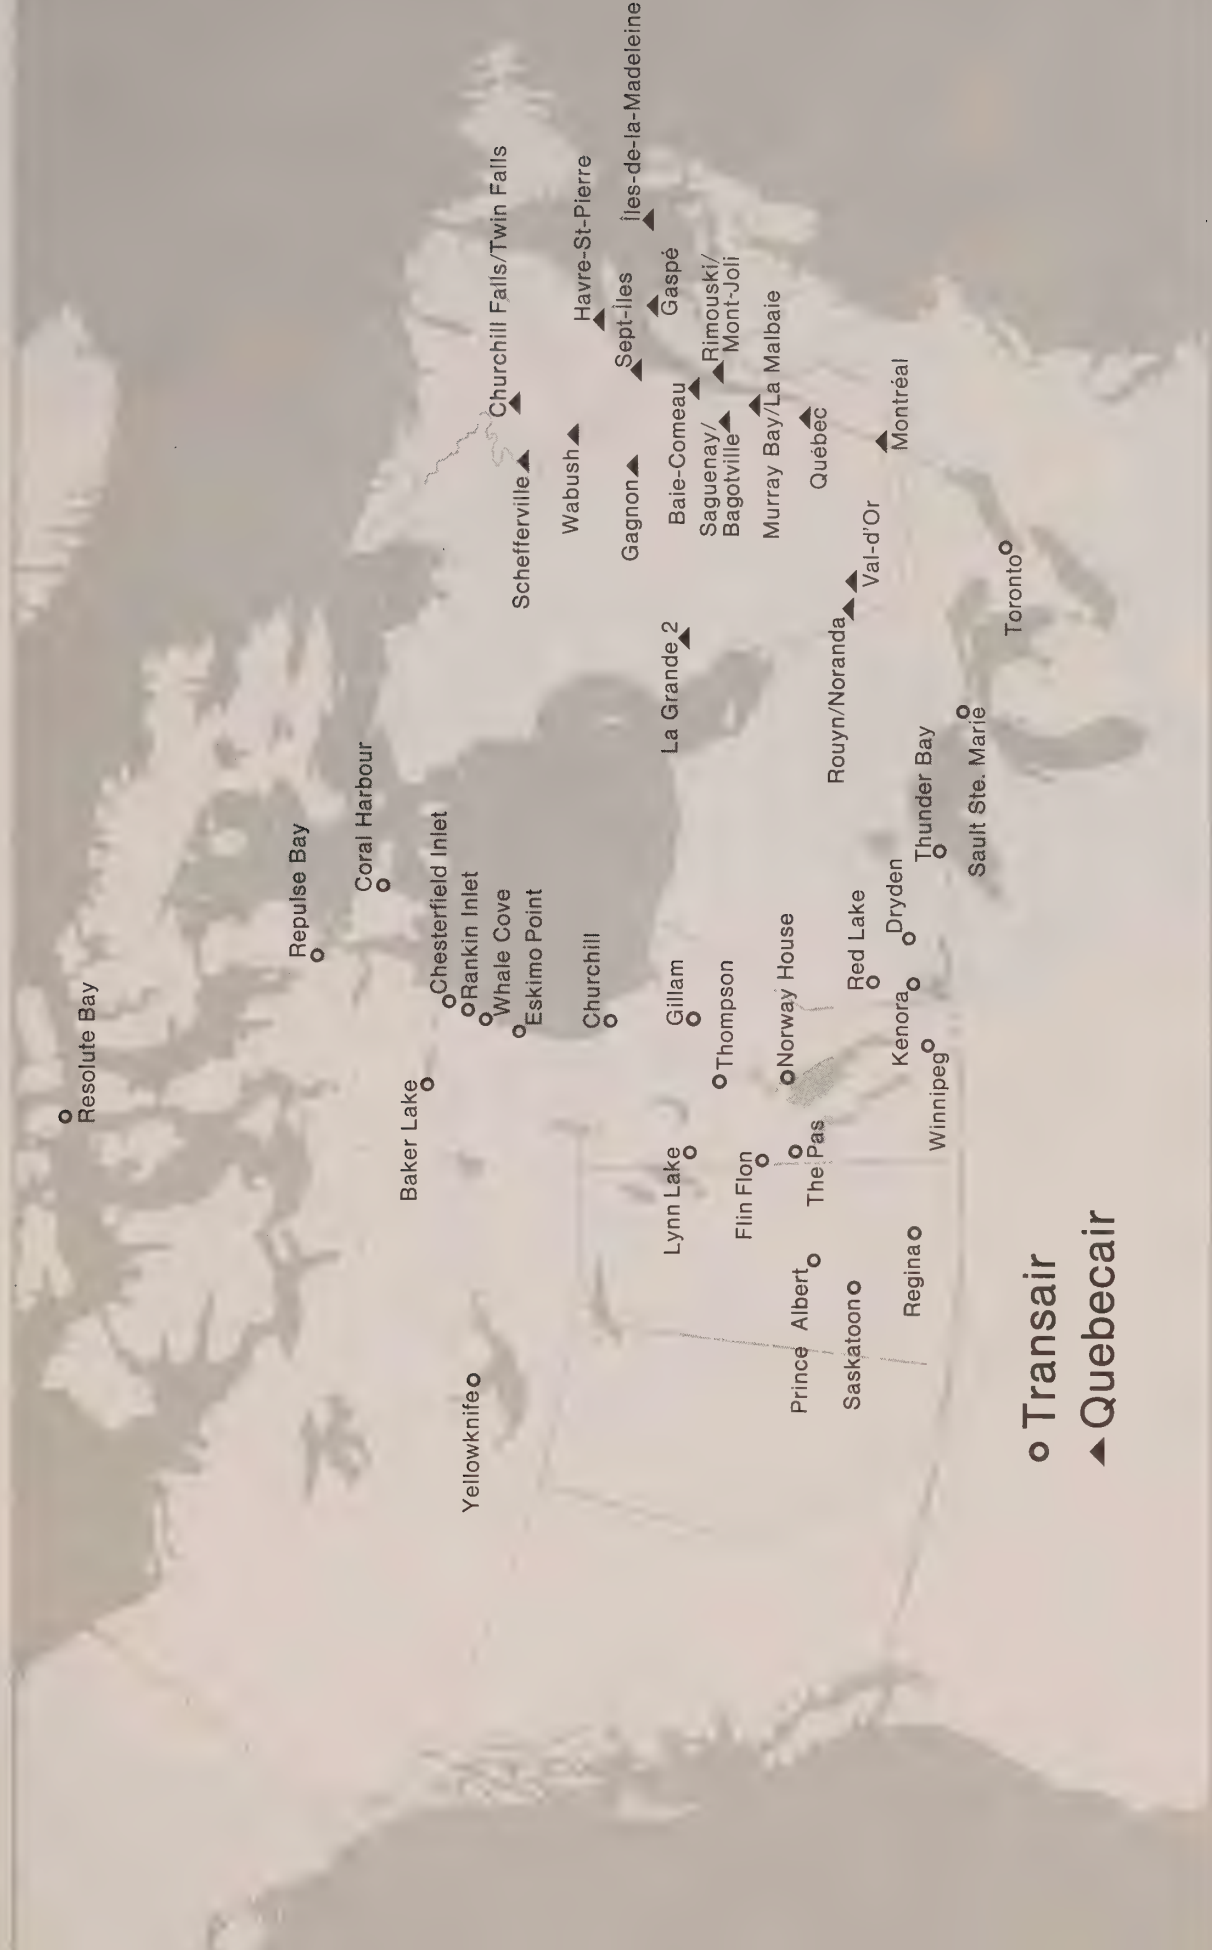 Resolute Bay
Repulse Bay
Coral Harbour
Baker Lake
Chesterfield Inlet
Rankin Inlet
Whale Cove
Eskimo Point
Yellowknife
Churchill
Gillam
Thompson
Lynn Lake
Flin Flon
Norway House
The Pas
Prince Albert
Saskatoon
Regina
Red Lake
Dryden
Kenora
Winnipeg
Thunder Bay
Sault Ste. Marie
Toronto
Churchill Falls/Twin Falls
Schefferville
Wabush
Havre-St-Pierre
Gagnon
Sept-Îles
Îles-de-la-Madeleine
Gaspé
La Grande 2
Baie-Comeau
Rimouski/
Mont-Joli
Saguenay/
Bagotville
Murray Bay/La Malbaie
Québec
Rouyn/Noranda
Val-d'Or
Montréal
Transair
Quebecair